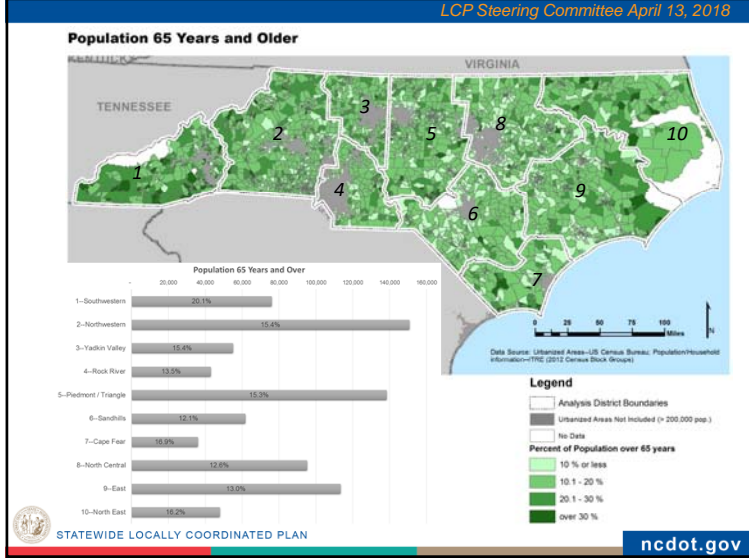 LCP Steering Committee April 13, 2018
Population 65 Years and Older
KENTUCKY
VIRGINIA
TENNESSEE
1
2
3
4
5
6
7
8
9
10
Population 65 Years and Over
- 20,000 40,000 60,000 80,000 100,000 120,000 140,000 160,000
1--Southwestern 20.1%
2--Northwestern 15.4%
3--Yadkin Valley 15.4%
4--Rock River 13.5%
5--Piedmont / Triangle 15.3%
6--Sandhills 12.1%
7--Cape Fear 16.9%
8--North Central 12.6%
9--East 13.0%
10--North East 16.2%
0 25 50 75 100
Miles
N
Data Source: Urbanized Areas--US Census Bureau; Population/Household
information--ITRE (2012 Census Block Groups)
Legend
Analysis District Boundaries
Urbanized Areas Not Included (> 200,000 pop.)
No Data
Percent of Population over 65 years
10 % or less
10.1 - 20 %
20.1 - 30 %
over 30 %
STATEWIDE LOCALLY COORDINATED PLAN
ncdot.gov